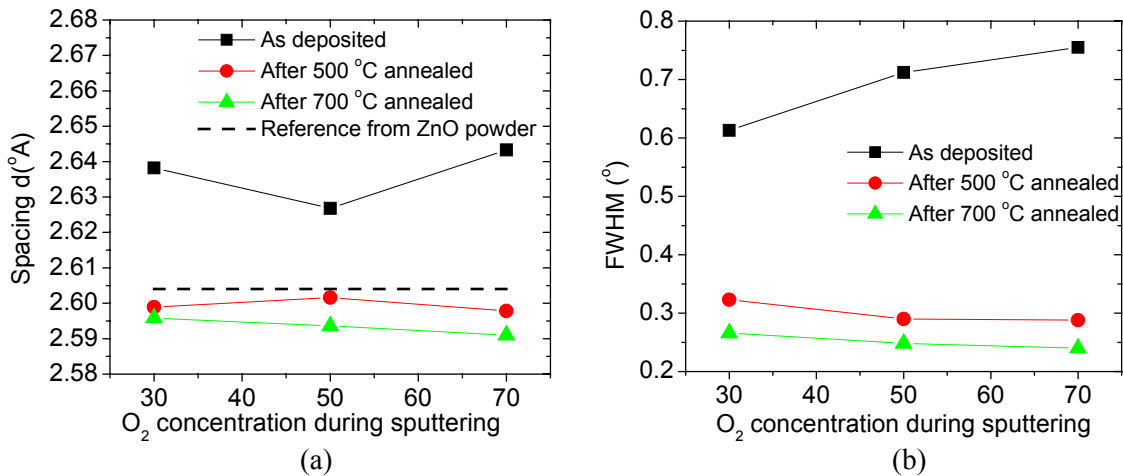 2.68
2.67
2.66
2.65
2.64
2.63
2.62
2.61
2.60
2.59
2.58
Spacing d(°A)
As deposited
After 500 °C annealed
After 700 °C annealed
Reference from ZnO powder
30 40 50 60 70
O₂ concentration during sputtering
(a)
0.8
0.7
0.6
0.5
0.4
0.3
0.2
FWHM (°)
As deposited
After 500 °C annealed
After 700 °C annealed
30 40 50 60 70
O₂ concentration during sputtering
(b)